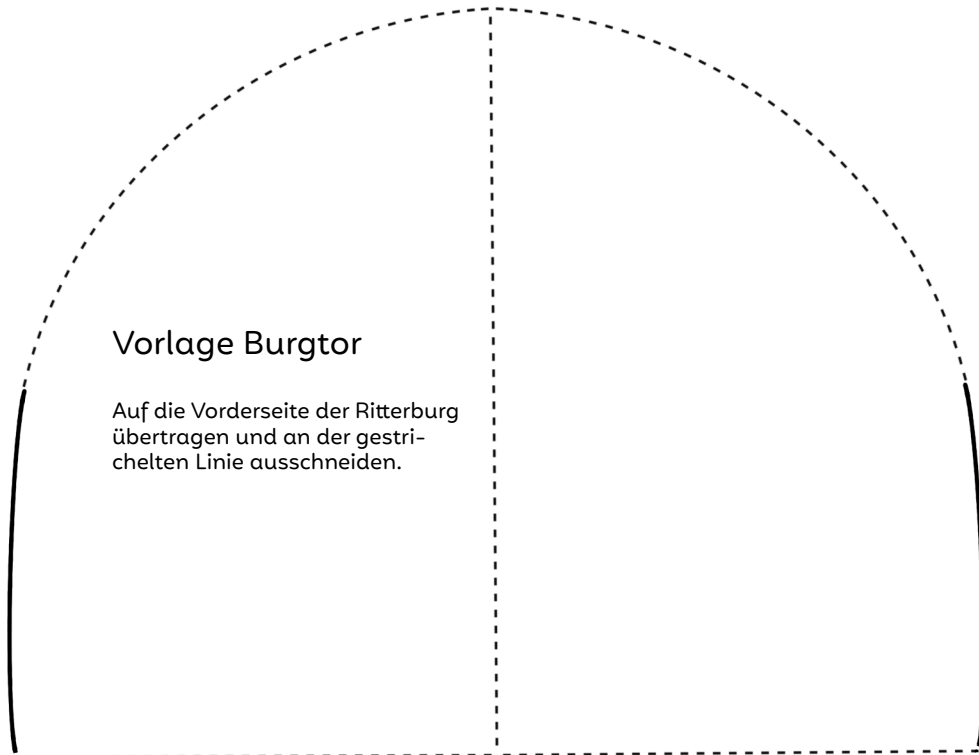 Vorlage Burgtor
Auf die Vorderseite der Ritterburg
übertragen und an der gestri-
chelten Linie ausschneiden.